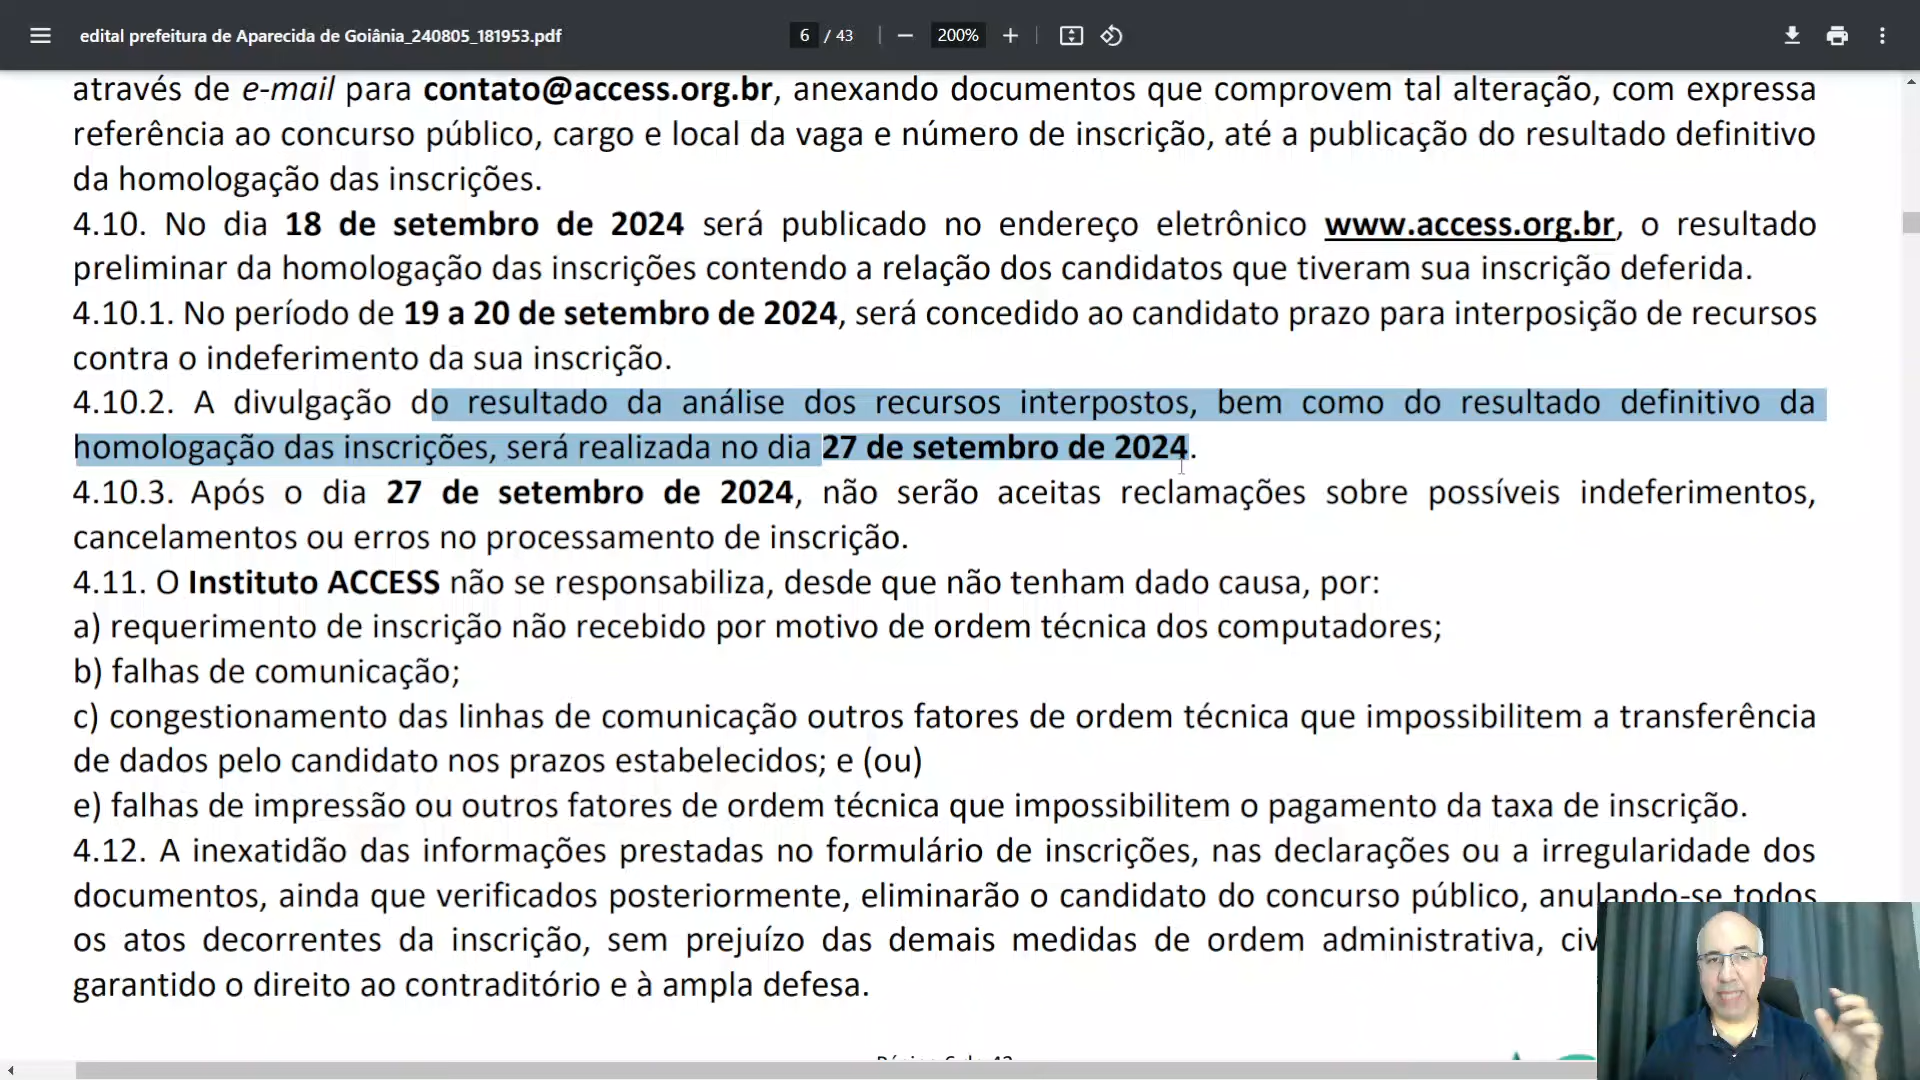 edital prefeitura de Aparecida de Goiânia_240805_181953.pdf
6 / 43
200%
através de e-mail para contato@access.org.br, anexando documentos que comprovem tal alteração, com expressa
referência ao concurso público, cargo e local da vaga e número de inscrição, até a publicação do resultado definitivo
da homologação das inscrições.
4.10. No dia 18 de setembro de 2024 será publicado no endereço eletrônico www.access.org.br, o resultado
preliminar da homologação das inscrições contendo a relação dos candidatos que tiveram sua inscrição deferida.
4.10.1. No período de 19 a 20 de setembro de 2024, será concedido ao candidato prazo para interposição de recursos
contra o indeferimento da sua inscrição.
4.10.2. A divulgação do resultado da análise dos recursos interpostos, bem como do resultado definitivo da
homologação das inscrições, será realizada no dia 27 de setembro de 2024.
4.10.3. Após o dia 27 de setembro de 2024, não serão aceitas reclamações sobre possíveis indeferimentos,
cancelamentos ou erros no processamento de inscrição.
4.11. O Instituto ACCESS não se responsabiliza, desde que não tenham dado causa, por:
a) requerimento de inscrição não recebido por motivo de ordem técnica dos computadores;
b) falhas de comunicação;
c) congestionamento das linhas de comunicação outros fatores de ordem técnica que impossibilitem a transferência
de dados pelo candidato nos prazos estabelecidos; e (ou)
e) falhas de impressão ou outros fatores de ordem técnica que impossibilitem o pagamento da taxa de inscrição.
4.12. A inexatidão das informações prestadas no formulário de inscrições, nas declarações ou a irregularidade dos
documentos, ainda que verificados posteriormente, eliminarão o candidato do concurso público, anulando-se todos
os atos decorrentes da inscrição, sem prejuízo das demais medidas de ordem administrativa, civ
garantido o direito ao contraditório e à ampla defesa.